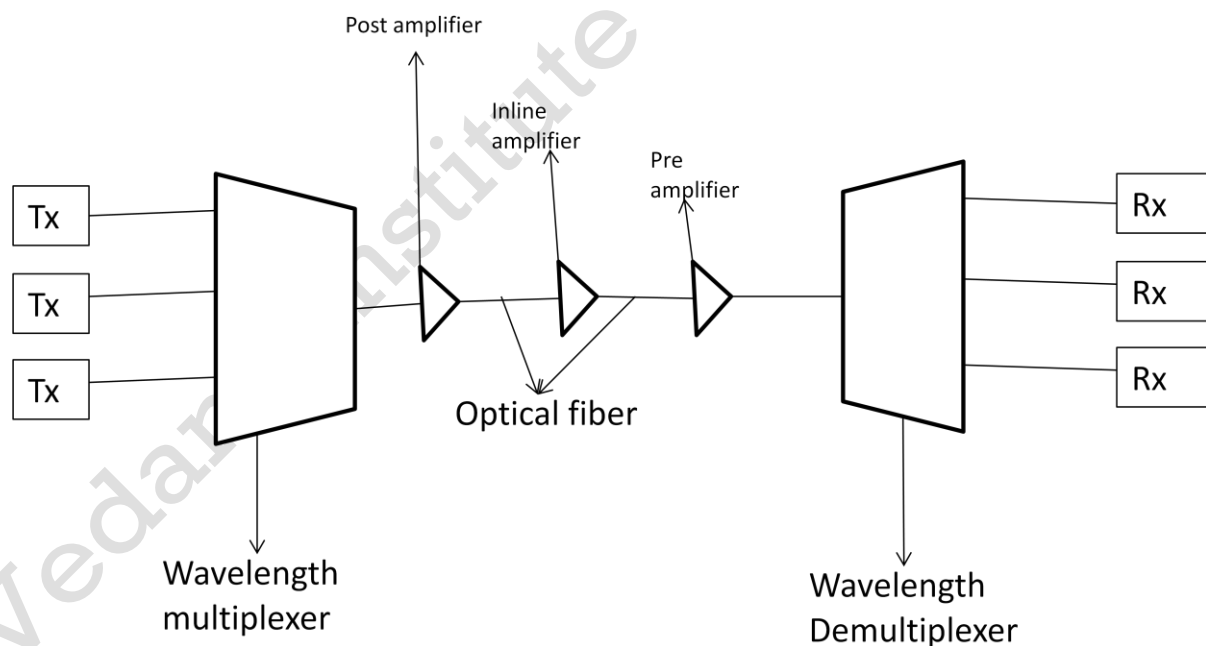 Post amplifier
Inline
amplifier
Pre
amplifier
Tx
Rx
Tx
Rx
Tx
Rx
Optical fiber
Wavelength
multiplexer
Wavelength
Demultiplexer